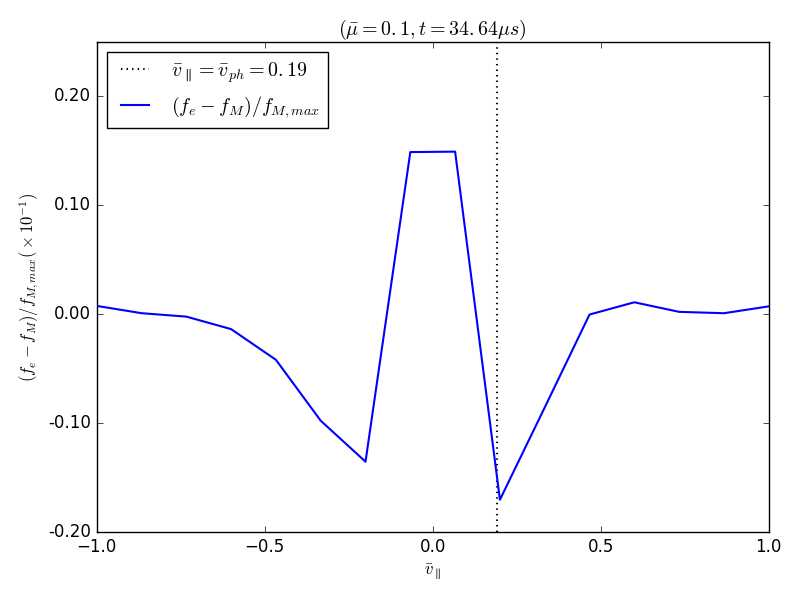 (μ̄ = 0.1, t = 34.64μs)
v̄∥ = v̄ph = 0.19
(fe − fM)/fM,max
0.20
0.10
0.00
-0.10
-0.20
(fe − fM)/fM,max(×10⁻¹)
−1.0 −0.5 0.0 0.5 1.0
v̄∥